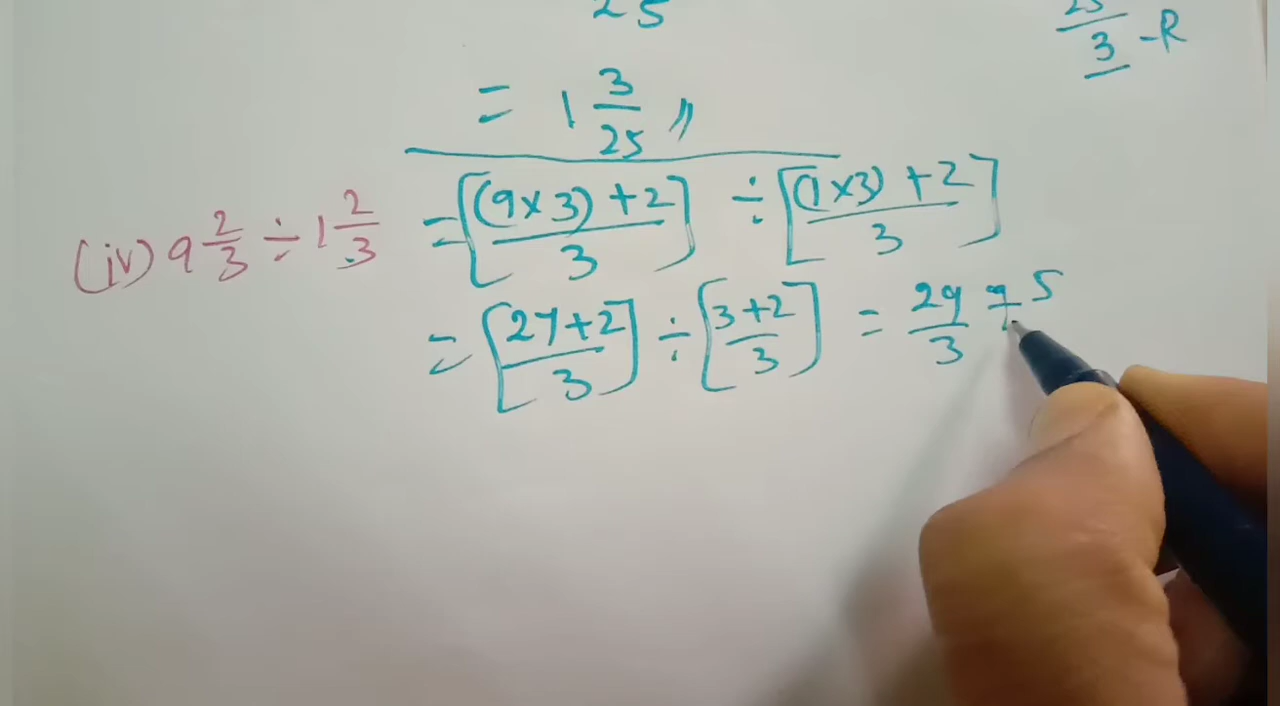 25
25
3 - R
= 1 3/25 //
(iv) 9 2/3 ÷ 1 2/3 = [(9×3)+2 / 3] ÷ [(1×3)+2 / 3]
= [27+2 / 3] ÷ [3+2 / 3] = 29/3 ÷ 5